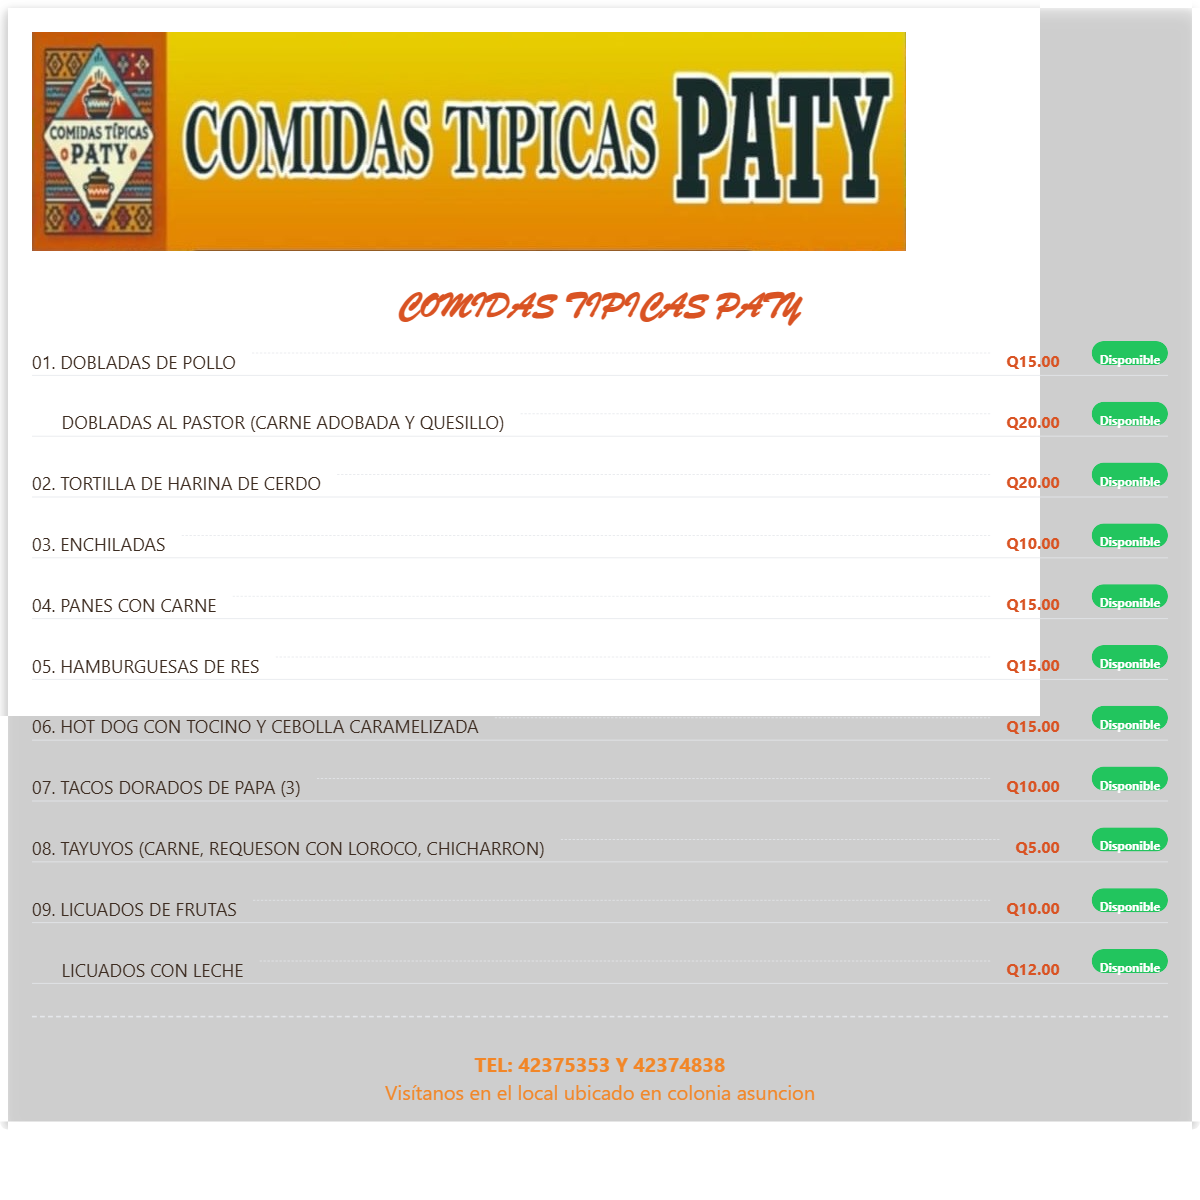 COMIDAS TÍPICAS
PATY
COMIDAS TIPICAS PATY
COMIDAS TIPICAS PATY
01. DOBLADAS DE POLLO Q15.00 Disponible
DOBLADAS AL PASTOR (CARNE ADOBADA Y QUESILLO) Q20.00 Disponible
02. TORTILLA DE HARINA DE CERDO Q20.00 Disponible
03. ENCHILADAS Q10.00 Disponible
04. PANES CON CARNE Q15.00 Disponible
05. HAMBURGUESAS DE RES Q15.00 Disponible
06. HOT DOG CON TOCINO Y CEBOLLA CARAMELIZADA Q15.00 Disponible
07. TACOS DORADOS DE PAPA (3) Q10.00 Disponible
08. TAYUYOS (CARNE, REQUESON CON LOROCO, CHICHARRON) Q5.00 Disponible
09. LICUADOS DE FRUTAS Q10.00 Disponible
LICUADOS CON LECHE Q12.00 Disponible
TEL: 42375353 Y 42374838
Visítanos en el local ubicado en colonia asuncion